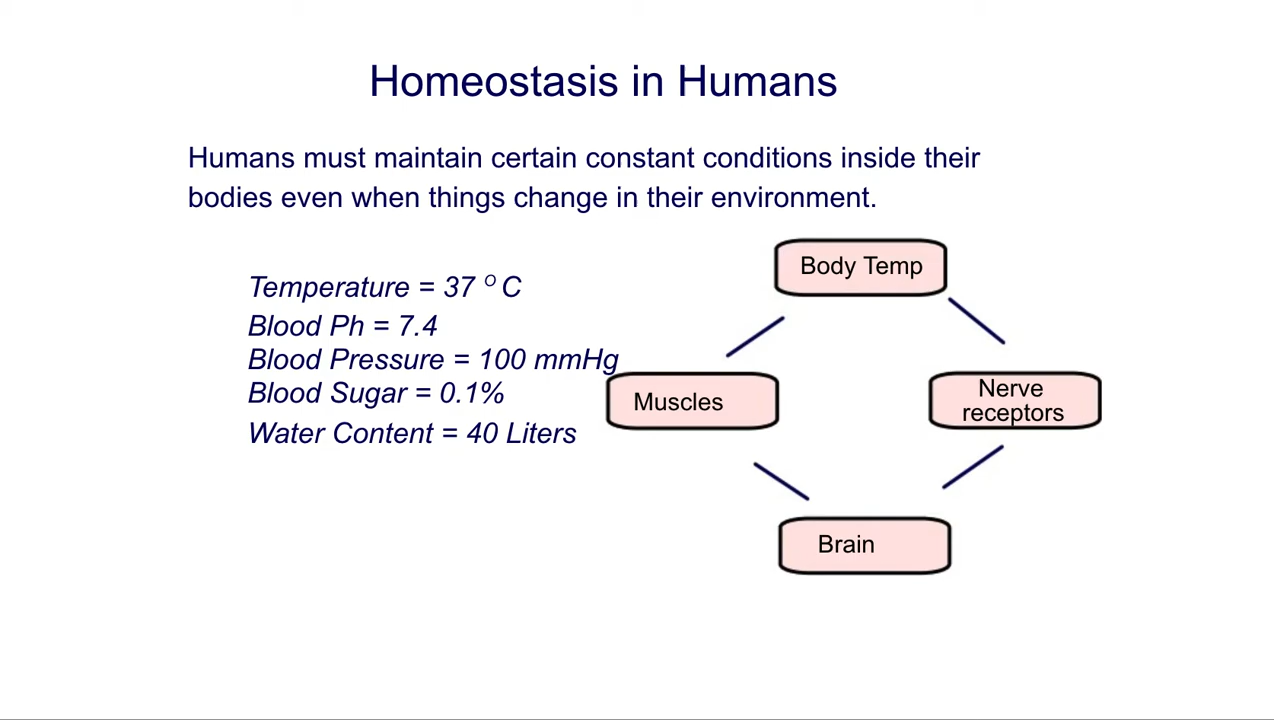 Homeostasis in Humans
Humans must maintain certain constant conditions inside their
bodies even when things change in their environment.
Temperature = 37 ᴼ C
Blood Ph = 7.4
Blood Pressure = 100 mmHg
Blood Sugar = 0.1%
Water Content = 40 Liters
Body Temp
Muscles
Nerve
receptors
Brain